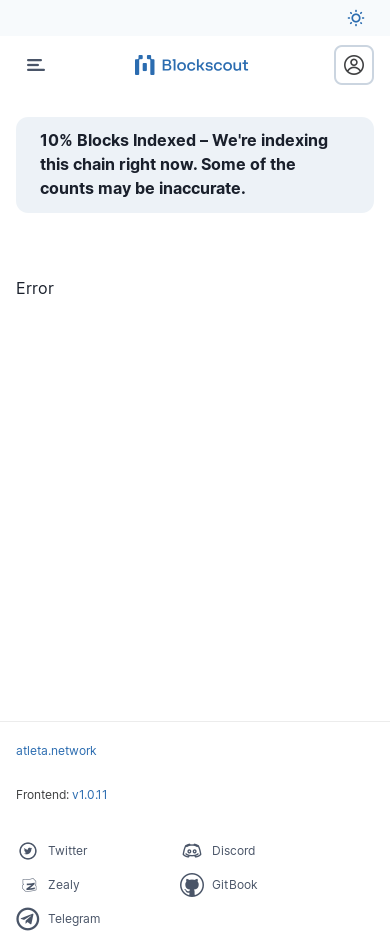 Blockscout
10% Blocks Indexed – We're indexing
this chain right now. Some of the
counts may be inaccurate.
Error
atleta.network
Frontend: v1.0.11
Twitter
Discord
Zealy
GitBook
Telegram